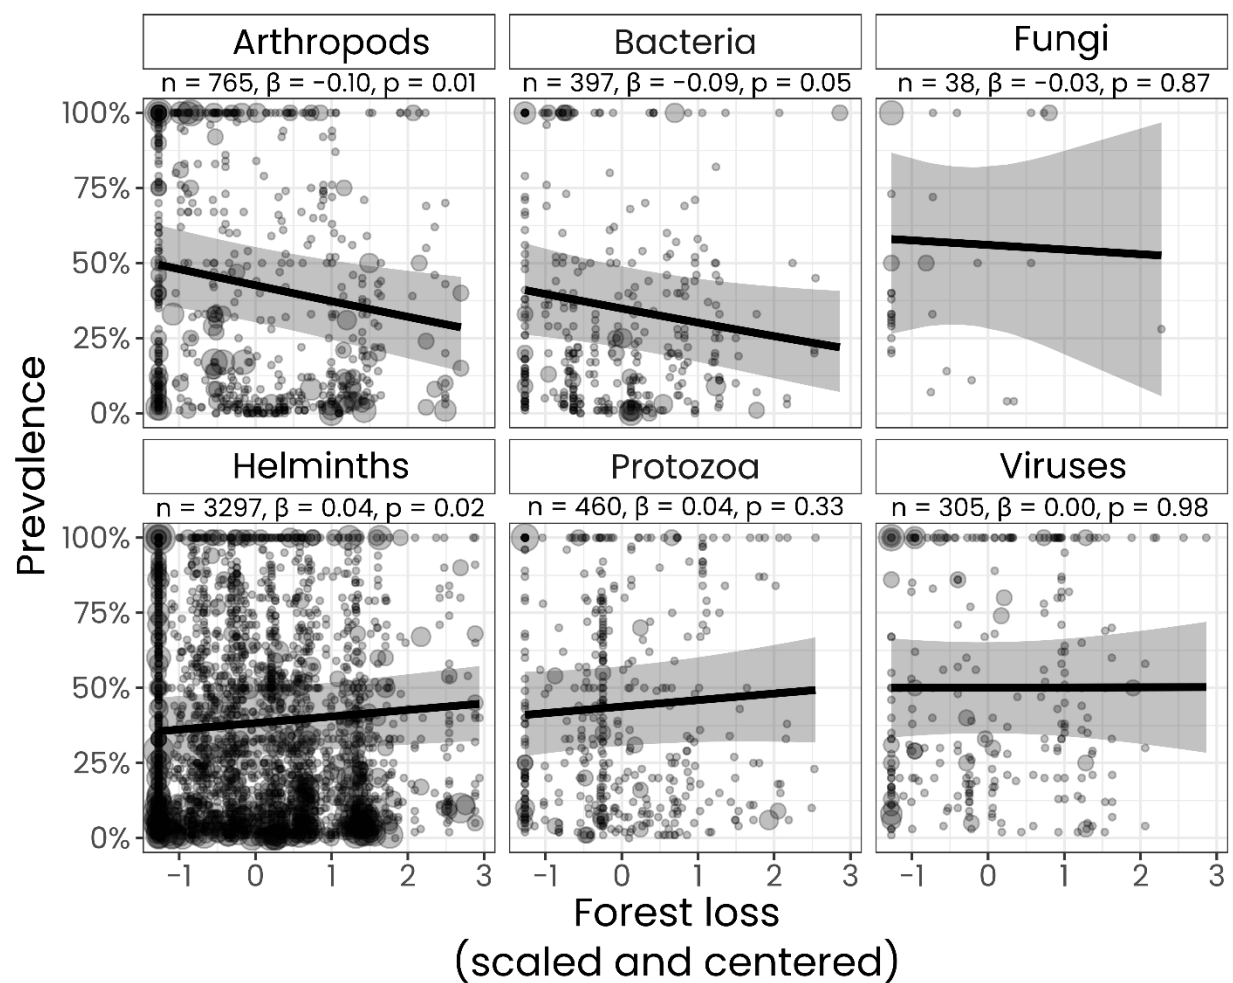 Arthropods
Bacteria
Fungi
n = 765, β = −0.10, p = 0.01
n = 397, β = −0.09, p = 0.05
n = 38, β = −0.03, p = 0.87
100%
75%
50%
25%
0%
Helminths
Protozoa
Viruses
n = 3297, β = 0.04, p = 0.02
n = 460, β = 0.04, p = 0.33
n = 305, β = 0.00, p = 0.98
100%
75%
50%
25%
0%
Prevalence
−1 0 1 2 3
−1 0 1 2 3
−1 0 1 2 3
Forest loss
(scaled and centered)